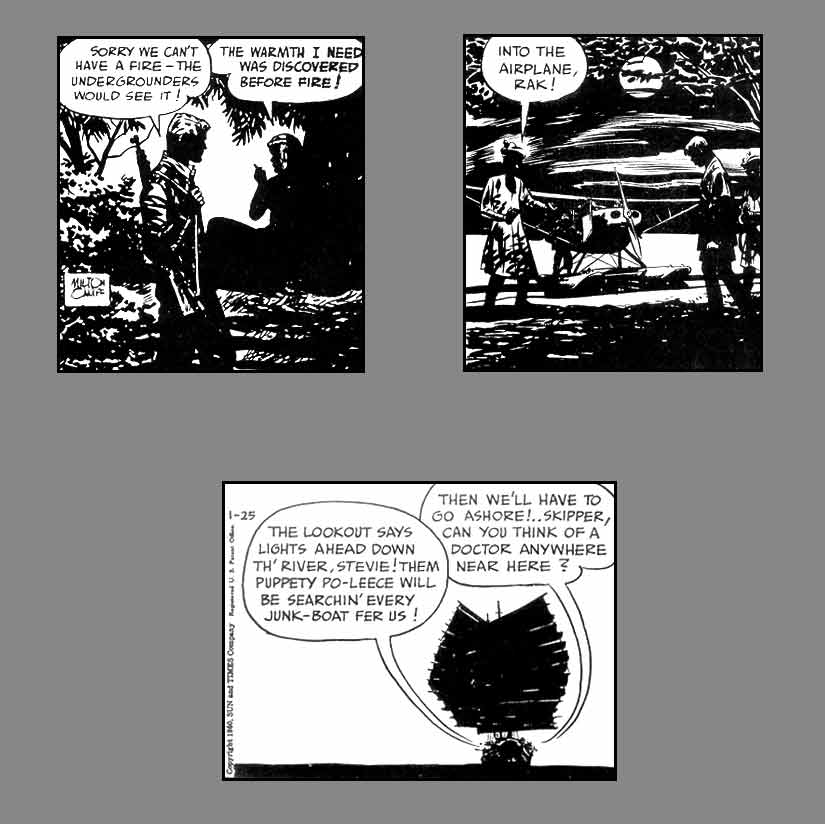 SORRY WE CAN'T
HAVE A FIRE - THE
UNDERGROUNDERS
WOULD SEE IT!
THE WARMTH I NEED
WAS DISCOVERED
BEFORE FIRE!
MILTON
CANIFF
INTO THE
AIRPLANE,
RAK!
1-25
THE LOOKOUT SAYS
LIGHTS AHEAD DOWN
TH' RIVER, STEVIE! THEM
PUPPETY PO-LEECE WILL
BE SEARCHIN' EVERY
JUNK-BOAT FER US!
THEN WE'LL HAVE TO
GO ASHORE!..SKIPPER,
CAN YOU THINK OF A
DOCTOR ANYWHERE
NEAR HERE?
Copyright 1960, SUN and TIMES Company Registered U. S. Patent Office